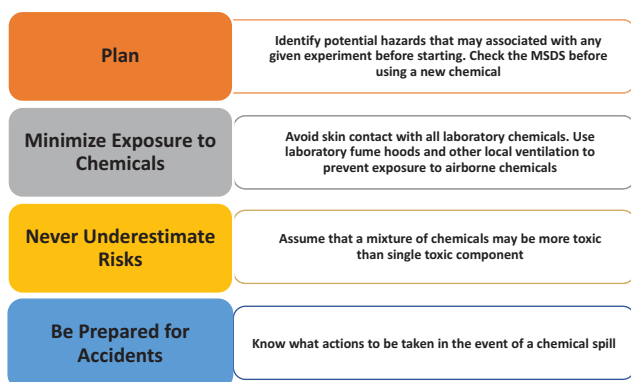 Plan
Identify potential hazards that may associated with any
given experiment before starting. Check the MSDS before
using a new chemical
Minimize Exposure to
Chemicals
Avoid skin contact with all laboratory chemicals. Use
laboratory fume hoods and other local ventilation to
prevent exposure to airborne chemicals
Never Underestimate
Risks
Assume that a mixture of chemicals may be more toxic
than single toxic component
Be Prepared for
Accidents
Know what actions to be taken in the event of a chemical spill